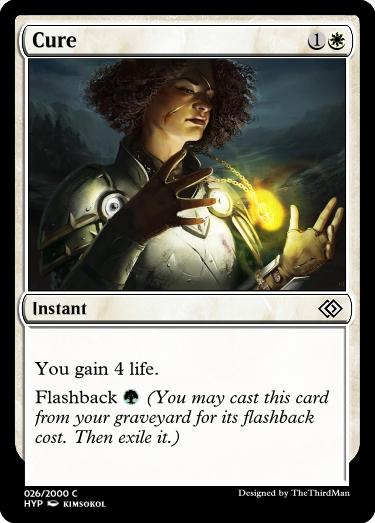 Cure 1
Instant
You gain 4 life.
Flashback (You may cast this card
from your graveyard for its flashback
cost. Then exile it.)
026/2000 C
HYP KIMSOKOL
Designed by TheThirdMan